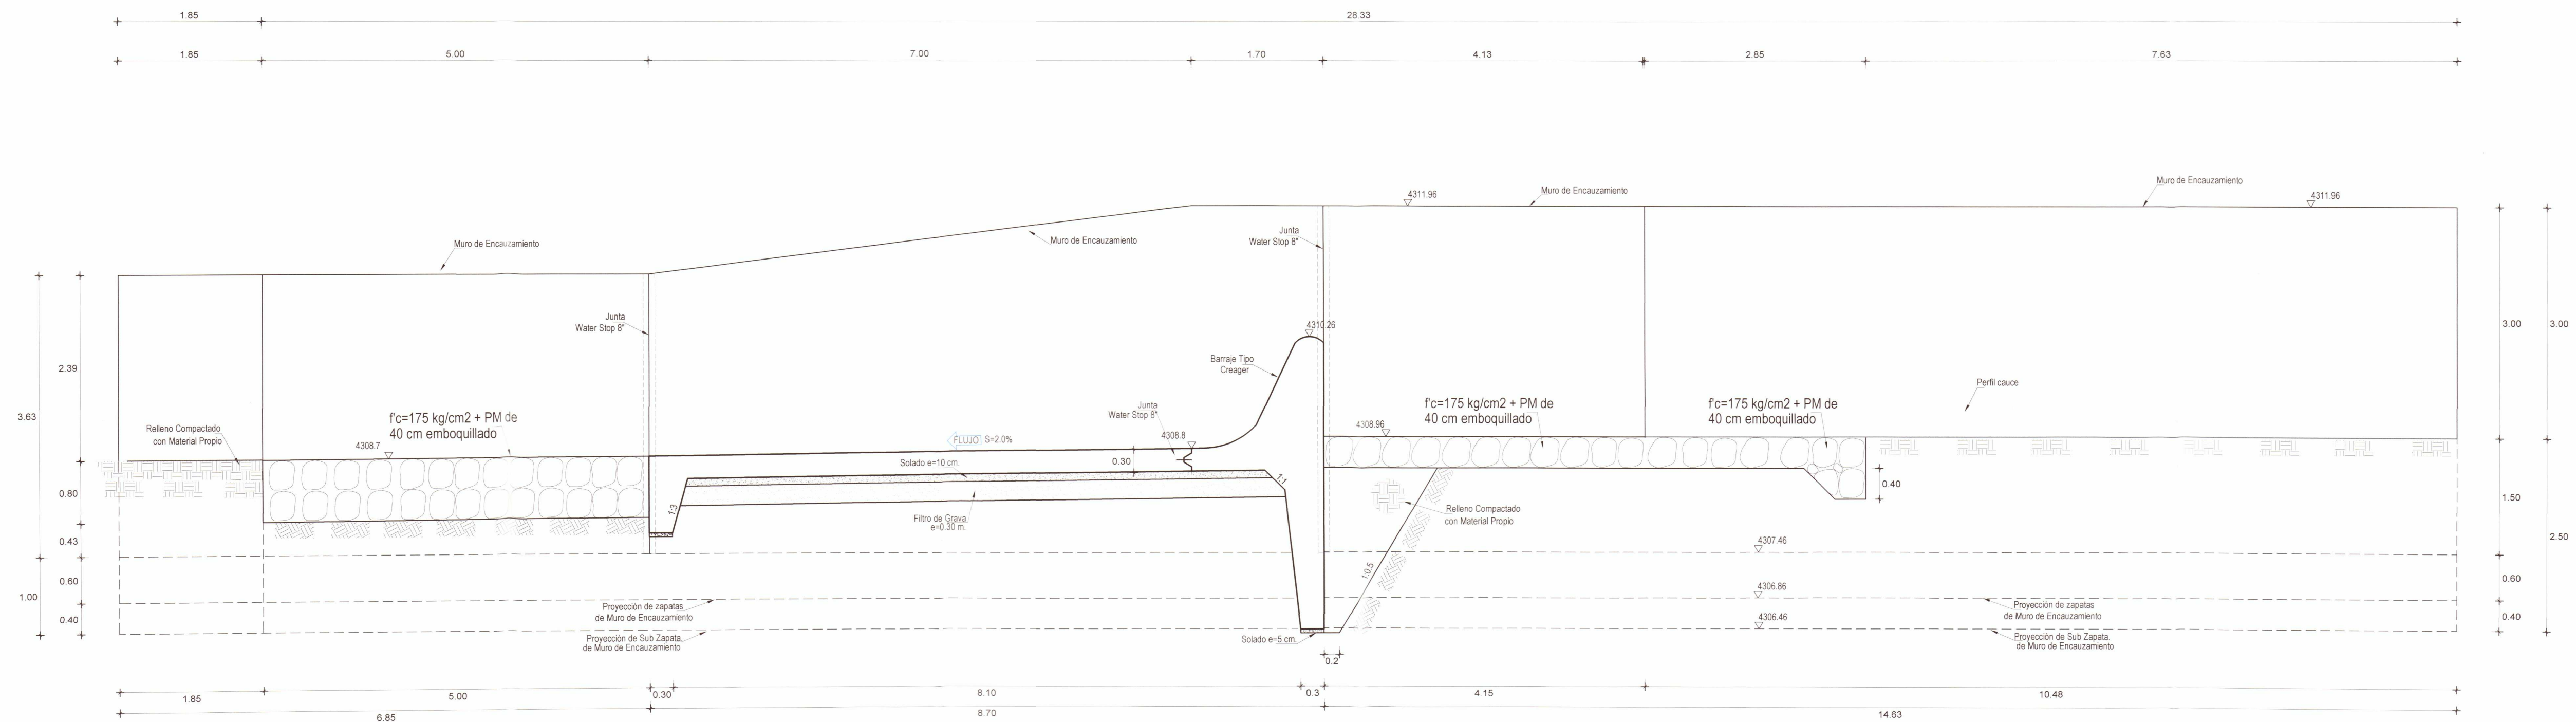 1.85
28.33
1.85
5.00
7.00
1.70
4.13
2.85
7.63
Muro de Encauzamiento
4311.96
Muro de Encauzamiento
4311.96
Muro de Encauzamiento
Muro de Encauzamiento
Junta
Water Stop 8"
Junta
Water Stop 8"
4310.26
3.00
3.00
Barraje Tipo
Creager
2.39
3.63
Perfil cauce
f'c=175 kg/cm2 + PM de
40 cm emboquillado
f'c=175 kg/cm2 + PM de
40 cm emboquillado
f'c=175 kg/cm2 + PM de
40 cm emboquillado
Junta
Water Stop 8"
Relleno Compactado
con Material Propio
4308.7
FLUJO S=2.0%
4308.8
4308.96
Solado e=10 cm.
0.30
1:1
0.40
0.80
1.50
1:3
Filtro de Grava
e=0.30 m.
Relleno Compactado
con Material Propio
0.43
2.50
4307.46
1:0.5
0.60
0.60
1.00
4306.86
Proyección de zapatas
de Muro de Encauzamiento
Proyección de zapatas
de Muro de Encauzamiento
0.40
4306.46
0.40
Proyección de Sub Zapata.
de Muro de Encauzamiento
Solado e=5 cm.
Proyección de Sub Zapata.
de Muro de Encauzamiento
0.2
1.85
5.00
0.30
8.10
0.3
4.15
10.48
6.85
8.70
14.63